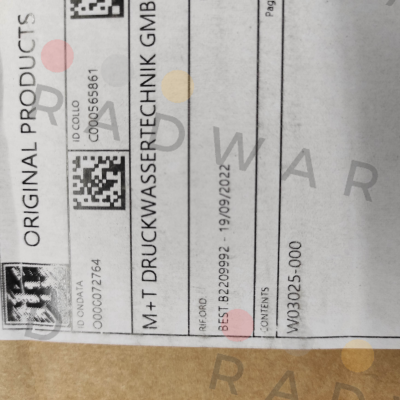 ORIGINAL PRODUCTS
ID COLLO
C000565861
ID ONDATA
O000072764
M+T DRUCKWASSERTECHNIK GMB
RIF.ORD.
BEST.B2209992 - 19/09/2022
Pag
CONTENTS
W03025-000
RADWAR
RADWAR